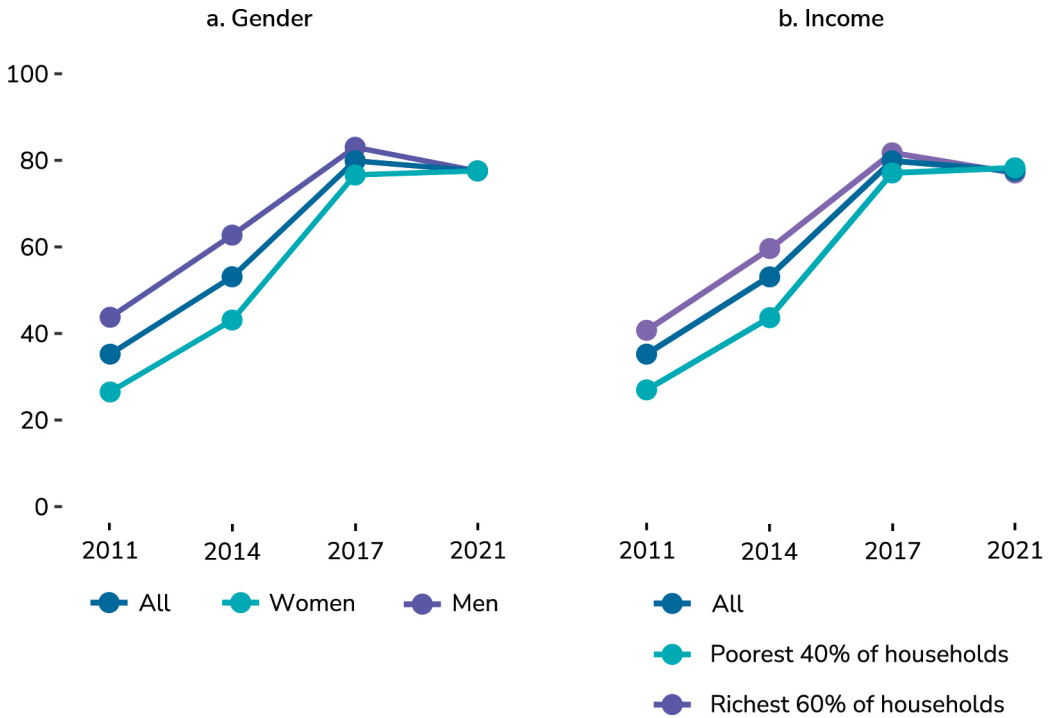 a. Gender
b. Income
100
80
60
40
20
0
2011 2014 2017 2021
2011 2014 2017 2021
All Women Men
All
Poorest 40% of households
Richest 60% of households